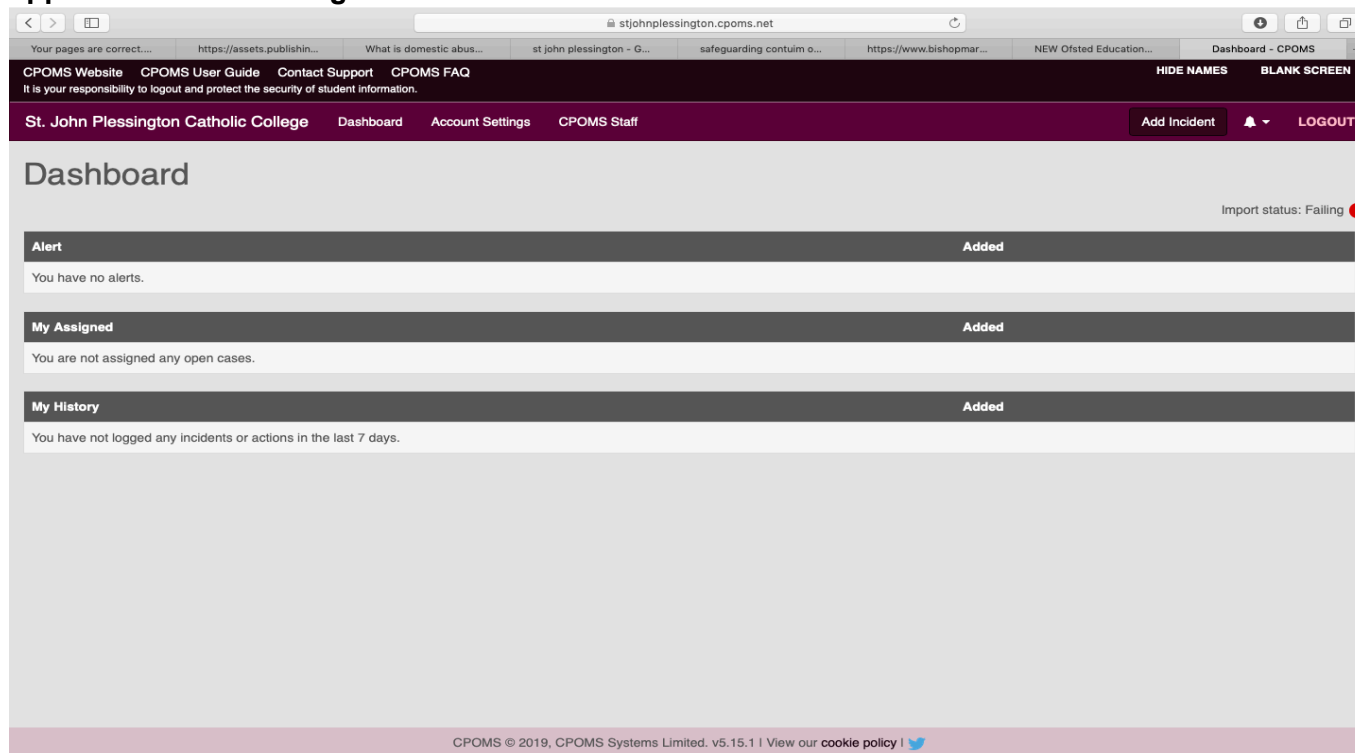 stjohnplessington.cpoms.net
Your pages are correct.... https://assets.publishin... What is domestic abus... st john plessington - G... safeguarding contuim o... https://www.bishopmar... NEW Ofsted Education... Dashboard - CPOMS
CPOMS Website CPOMS User Guide Contact Support CPOMS FAQ HIDE NAMES BLANK SCREEN
It is your responsibility to logout and protect the security of student information.
St. John Plessington Catholic College Dashboard Account Settings CPOMS Staff Add Incident LOGOUT
Dashboard
Import status: Failing
Alert Added
You have no alerts.
My Assigned Added
You are not assigned any open cases.
My History Added
You have not logged any incidents or actions in the last 7 days.
CPOMS © 2019, CPOMS Systems Limited. v5.15.1 | View our cookie policy |